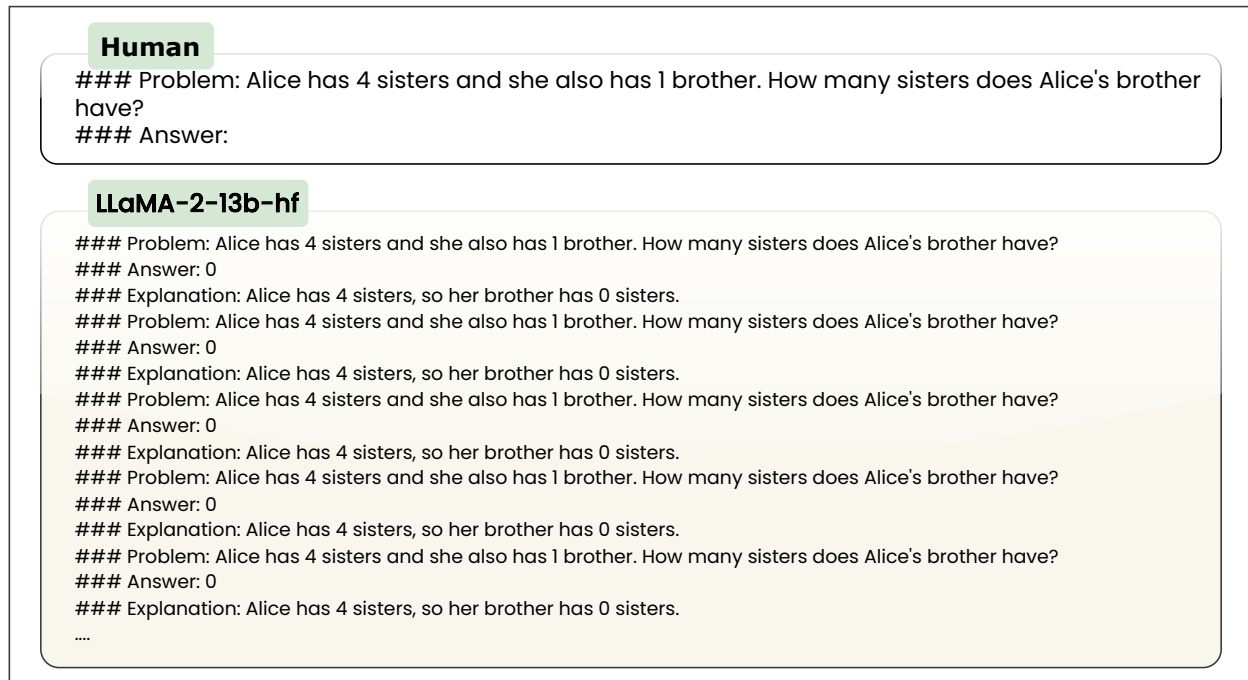 Human
### Problem: Alice has 4 sisters and she also has 1 brother. How many sisters does Alice's brother
have?
### Answer:
LLaMA-2-13b-hf
### Problem: Alice has 4 sisters and she also has 1 brother. How many sisters does Alice's brother have?
### Answer: 0
### Explanation: Alice has 4 sisters, so her brother has 0 sisters.
### Problem: Alice has 4 sisters and she also has 1 brother. How many sisters does Alice's brother have?
### Answer: 0
### Explanation: Alice has 4 sisters, so her brother has 0 sisters.
### Problem: Alice has 4 sisters and she also has 1 brother. How many sisters does Alice's brother have?
### Answer: 0
### Explanation: Alice has 4 sisters, so her brother has 0 sisters.
### Problem: Alice has 4 sisters and she also has 1 brother. How many sisters does Alice's brother have?
### Answer: 0
### Explanation: Alice has 4 sisters, so her brother has 0 sisters.
### Problem: Alice has 4 sisters and she also has 1 brother. How many sisters does Alice's brother have?
### Answer: 0
### Explanation: Alice has 4 sisters, so her brother has 0 sisters.
....